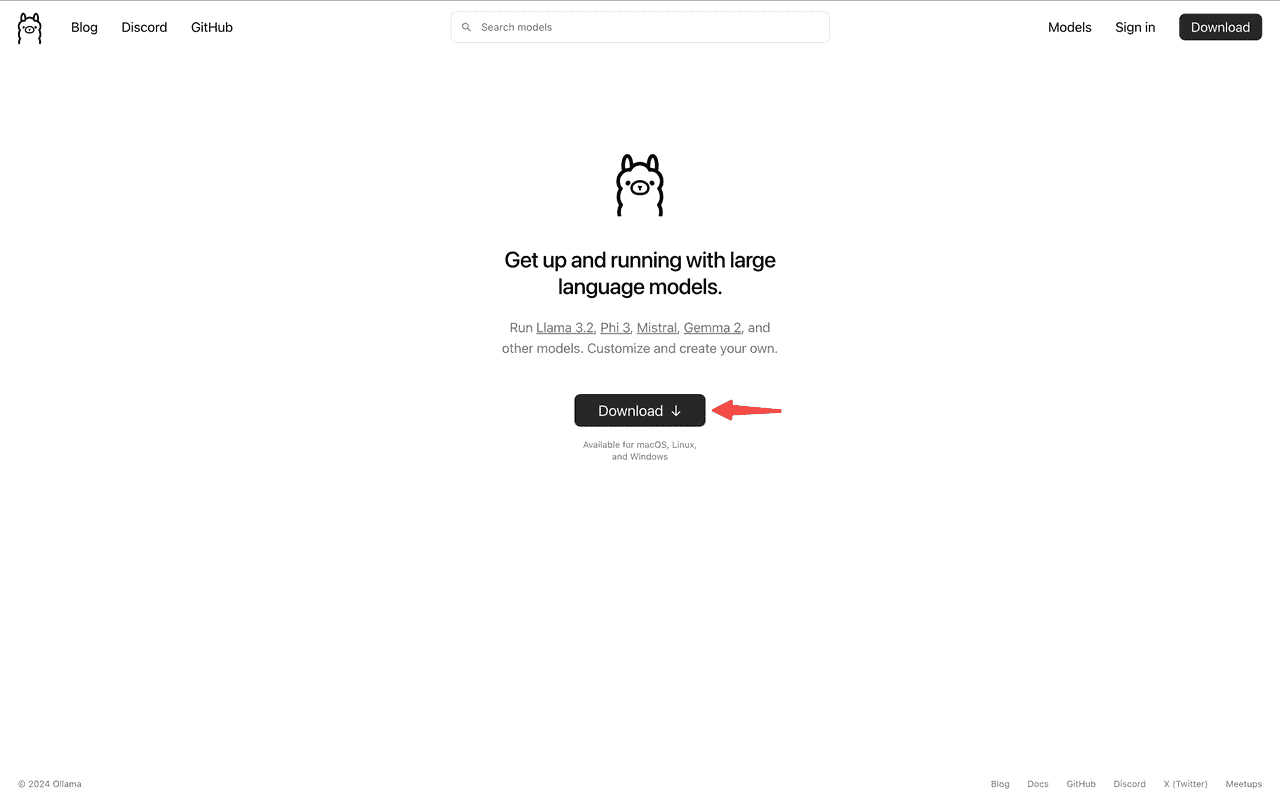 Blog Discord GitHub Search models Models Sign in Download
Get up and running with large
language models.
Run Llama 3.2, Phi 3, Mistral, Gemma 2, and
other models. Customize and create your own.
Download ↓
Available for macOS, Linux,
and Windows
© 2024 Ollama Blog Docs GitHub Discord X (Twitter) Meetups